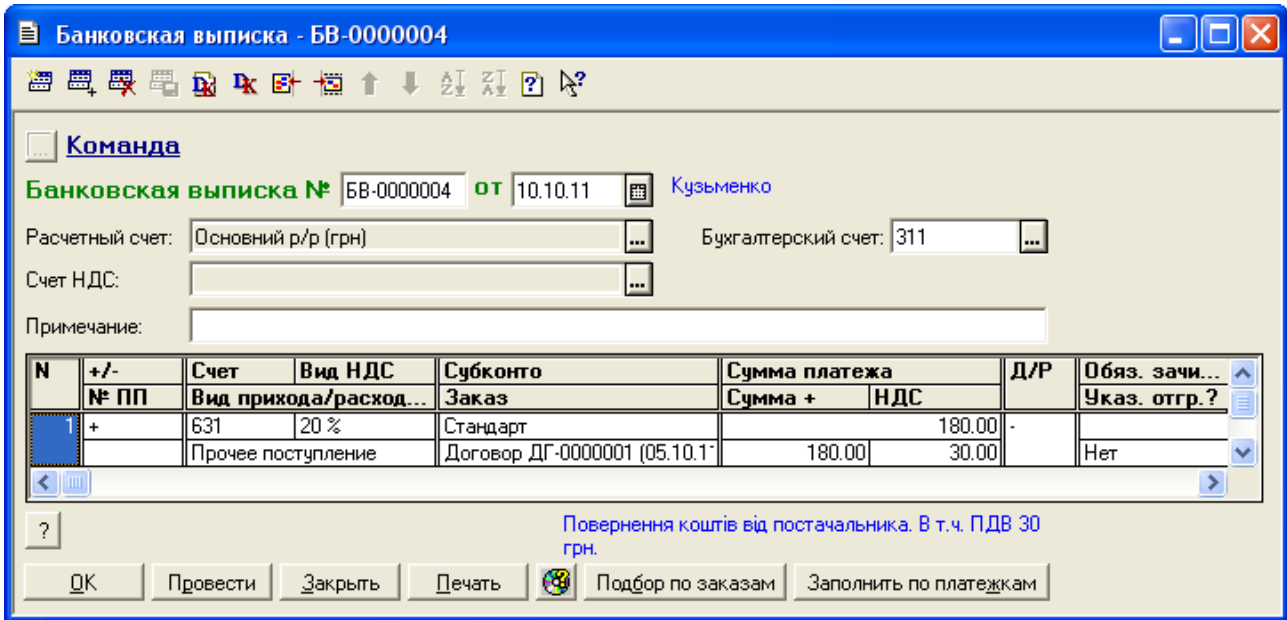 Банковская выписка - БВ-0000004
Команда
Банковская выписка № БВ-0000004 от 10.10.11 Кузьменко
Расчетный счет: Основний р/р (грн) ... Бухгалтерский счет: 311 ...
Счет НДС: ...
Примечание:
N +/- Счет Вид НДС Субконто Сумма платежа Д/Р Обяз. зачи...
№ ПП Вид прихода/расход... Заказ Сумма + НДС Указ. отгр.?
1 + 631 20 % Стандарт 180.00 -
Прочее поступление Договор ДГ-0000001 (05.10.1 180.00 30.00 Нет
? Повернення коштів від постачальника. В т.ч. ПДВ 30
грн.
OK Провести Закрыть Печать Подбор по заказам Заполнить по платежкам